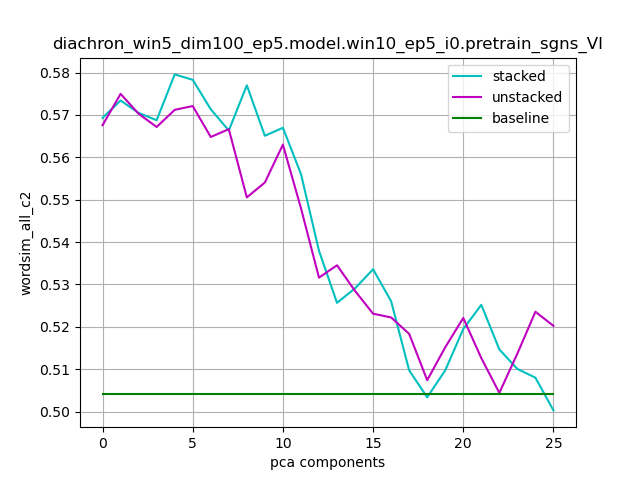 diachron_win5_dim100_ep5.model.win10_ep5_i0.pretrain_sgns_VI
stacked
unstacked
baseline
wordsim_all_c2
0.58
0.57
0.56
0.55
0.54
0.53
0.52
0.51
0.50
0 5 10 15 20 25
pca components